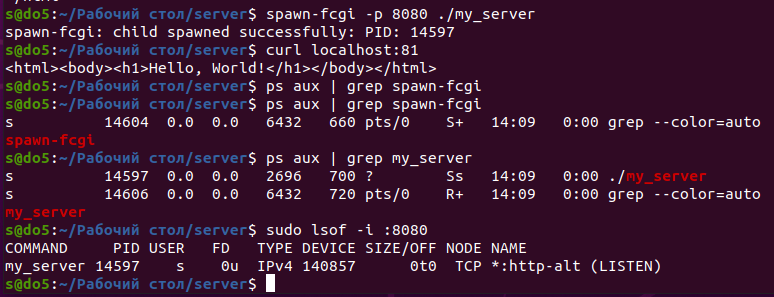 s@do5:~/Рабочий стол/server$ spawn-fcgi -p 8080 ./my_server
spawn-fcgi: child spawned successfully: PID: 14597
s@do5:~/Рабочий стол/server$ curl localhost:81
<html><body><h1>Hello, World!</h1></body></html>
s@do5:~/Рабочий стол/server$ ps aux | grep spawn-fcgi
s@do5:~/Рабочий стол/server$ ps aux | grep spawn-fcgi
s          14604  0.0  0.0   6432   660 pts/0    S+   14:09   0:00 grep --color=auto
spawn-fcgi
s@do5:~/Рабочий стол/server$ ps aux | grep my_server
s          14597  0.0  0.0   2696   700 ?        Ss   14:09   0:00 ./my_server
s          14606  0.0  0.0   6432   720 pts/0    R+   14:09   0:00 grep --color=auto
my_server
s@do5:~/Рабочий стол/server$ sudo lsof -i :8080
COMMAND     PID USER   FD   TYPE DEVICE SIZE/OFF NODE NAME
my_server 14597    s    0u  IPv4 140857      0t0  TCP *:http-alt (LISTEN)
s@do5:~/Рабочий стол/server$